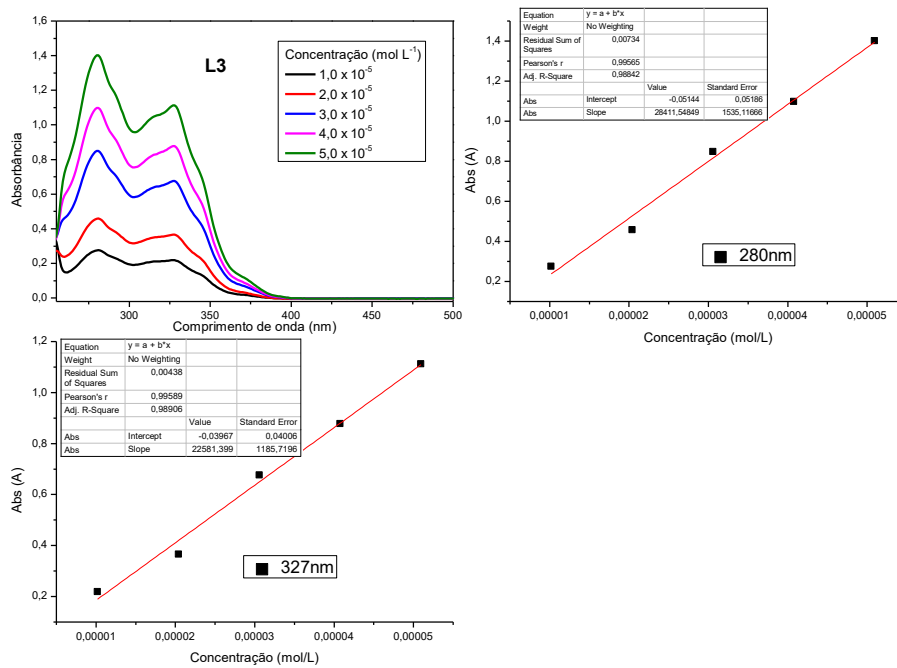 L3
Concentração (mol L⁻¹)
1,0 x 10⁻⁵
2,0 x 10⁻⁵
3,0 x 10⁻⁵
4,0 x 10⁻⁵
5,0 x 10⁻⁵
1,6
1,4
1,2
1,0
0,8
0,6
0,4
0,2
0,0
Absorbância
300 350 400 450 500
Comprimento de onda (nm)
Equation y = a + b*x
Weight No Weighting
Residual Sum of Squares 0,00734
Pearson's r 0,99565
Adj. R-Square 0,98842
Value Standard Error
Abs Intercept -0,05144 0,05186
Abs Slope 28411,54849 1535,11666
1,4
1,2
1,0
0,8
0,6
0,4
0,2
Abs (A)
280nm
0,00001 0,00002 0,00003 0,00004 0,00005
Concentração (mol/L)
Equation y = a + b*x
Weight No Weighting
Residual Sum of Squares 0,00438
Pearson's r 0,99589
Adj. R-Square 0,98906
Value Standard Error
Abs Intercept -0,03967 0,04006
Abs Slope 22581,399 1185,7196
1,2
1,0
0,8
0,6
0,4
0,2
Abs (A)
327nm
0,00001 0,00002 0,00003 0,00004 0,00005
Concentração (mol/L)